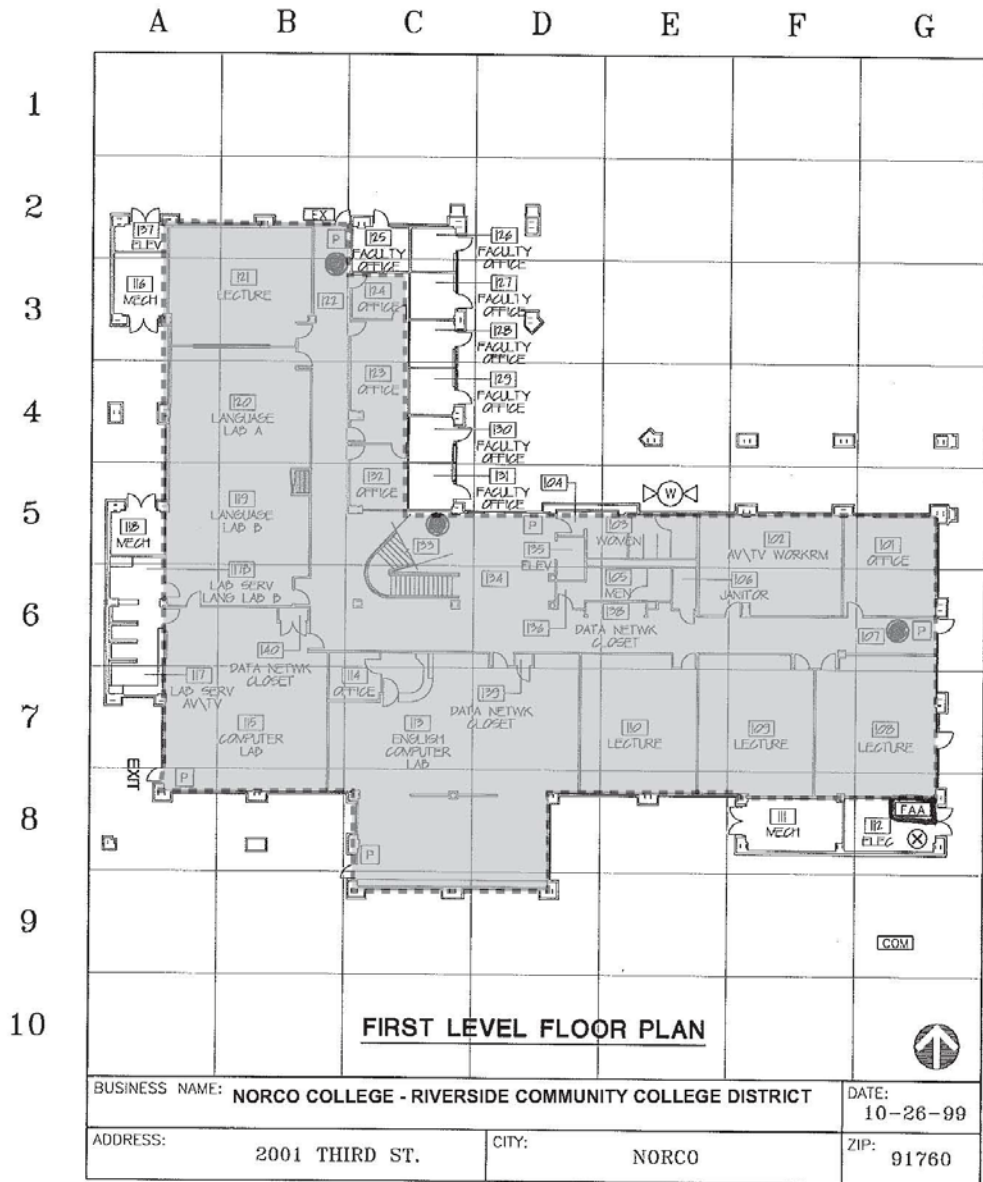 A B C D E F G
1
2
3
4
5
6
7
8
9
10
137
ELEV
EX
P
125
FACULTY
OFFICE
126
FACULTY
OFFICE
116
MECH
121
LECTURE
122
124
OFFICE
127
FACULTY
OFFICE
128
FACULTY
OFFICE
123
OFFICE
129
FACULTY
OFFICE
120
LANGUAGE
LAB A
130
FACULTY
OFFICE
132
OFFICE
131
FACULTY
OFFICE
104
W
118
MECH
119
LANGUAGE
LAB B
133
P
135
ELEV
103
WOMEN
102
AV\TV WORKRM
101
OFFICE
117B
LAB SERV
LANG LAB B
134
105
MEN
106
JANITOR
136
138
DATA NETWK
CLOSET
107
P
140
DATA NETWK
CLOSET
117
LAB SERV
AV\TV
114
OFFICE
139
DATA NETWK
CLOSET
115
COMPUTER
LAB
113
ENGLISH
COMPUTER
LAB
110
LECTURE
109
LECTURE
108
LECTURE
EXIT
P
P
111
MECH
112
ELEC
FAA
COM
FIRST LEVEL FLOOR PLAN
BUSINESS NAME: NORCO COLLEGE - RIVERSIDE COMMUNITY COLLEGE DISTRICT
DATE:
10-26-99
ADDRESS: 2001 THIRD ST.
CITY: NORCO
ZIP: 91760